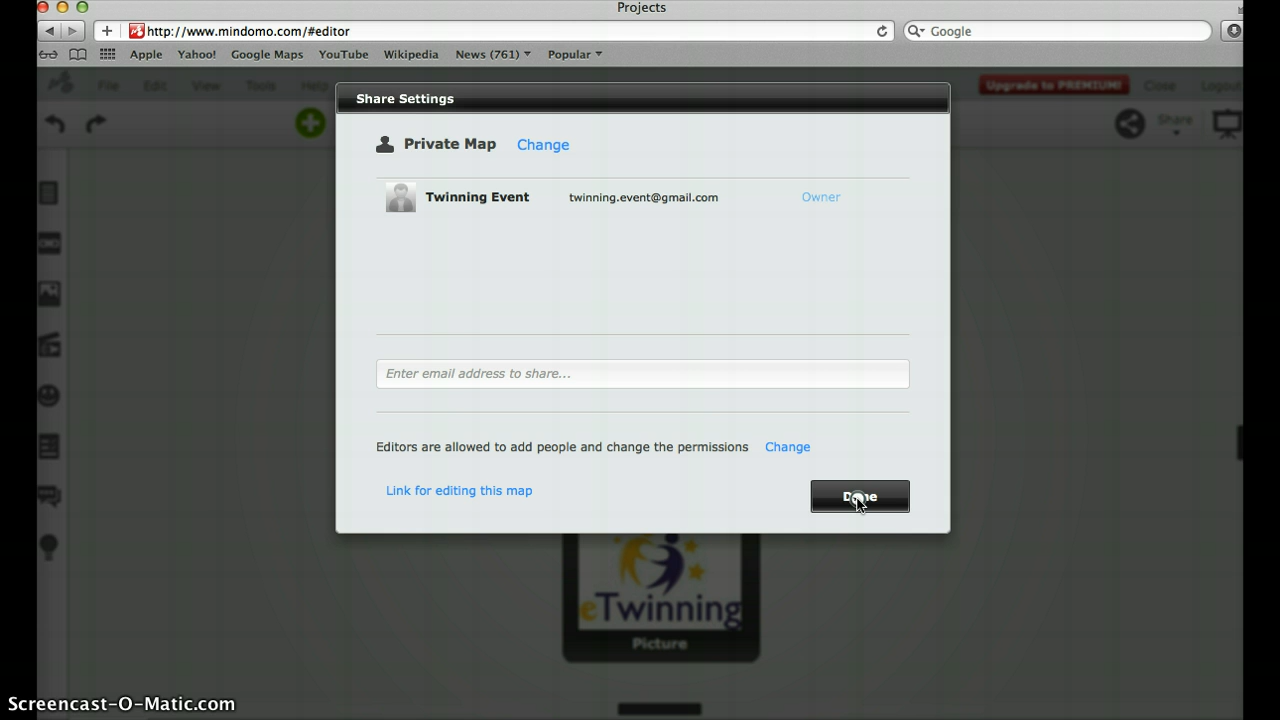 Projects
http://www.mindomo.com/#editor
Google
Apple Yahoo! Google Maps YouTube Wikipedia News (761) Popular
File Edit View Tools Help Upgrade to PREMIUM! Close Logout
Share
Share Settings
Private Map Change
Twinning Event twinning.event@gmail.com Owner
Enter email address to share...
Editors are allowed to add people and change the permissions Change
Link for editing this map
Done
eTwinning
Picture
Screencast-O-Matic.com